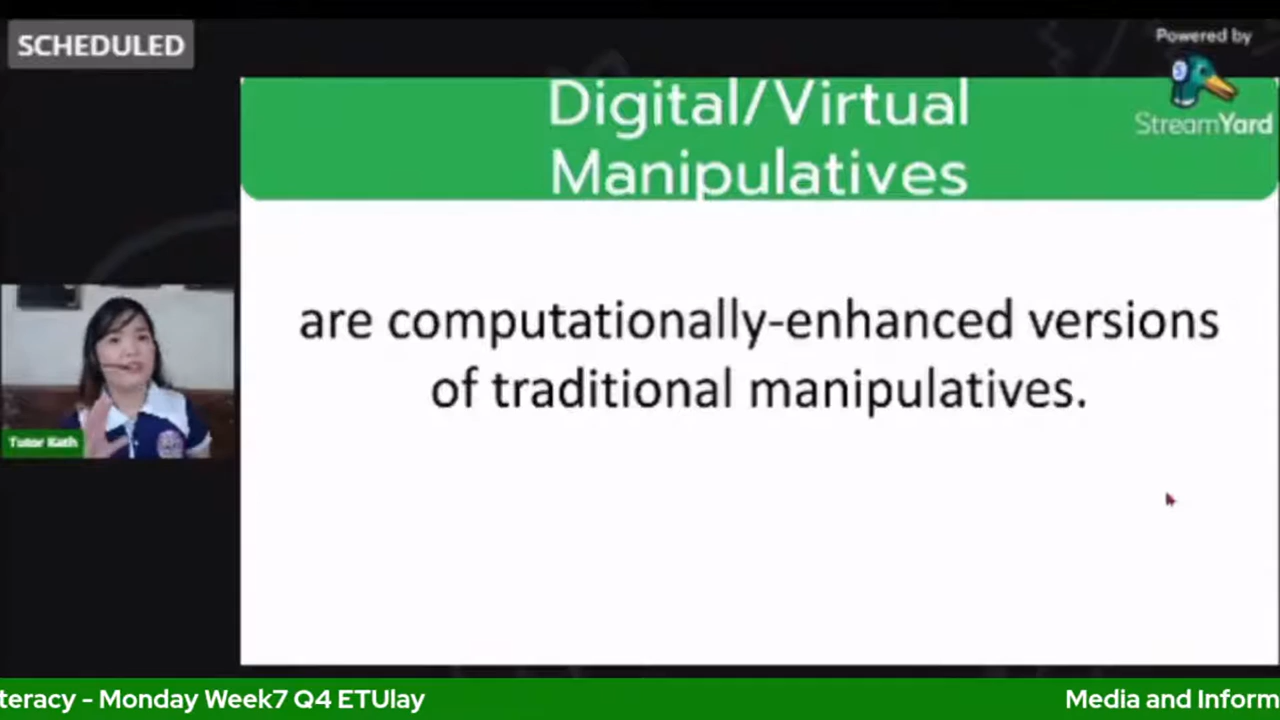 SCHEDULED
Powered by
StreamYard
Digital/Virtual
Manipulatives
are computationally-enhanced versions
of traditional manipulatives.
Tutor Kath
teracy - Monday Week7 Q4 ETUlay
Media and Inform